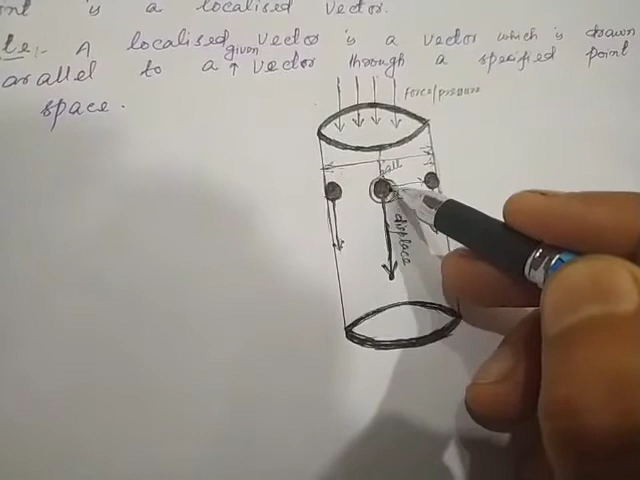 is a localised vector.
:- A localised vector is a vector which is drawn
given
parallel to a ↑ vector through a specified point
space.
Force/pressure
ball
displace